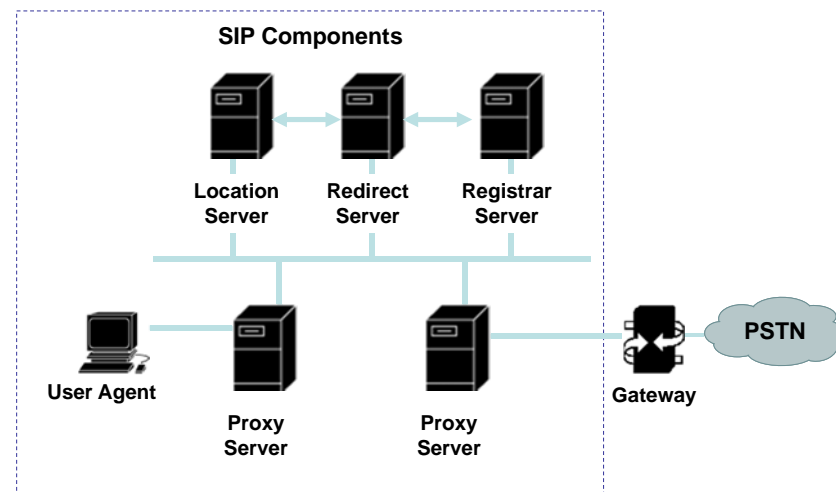 SIP Components
Location
Server
Redirect
Server
Registrar
Server
User Agent
Proxy
Server
Proxy
Server
Gateway
PSTN